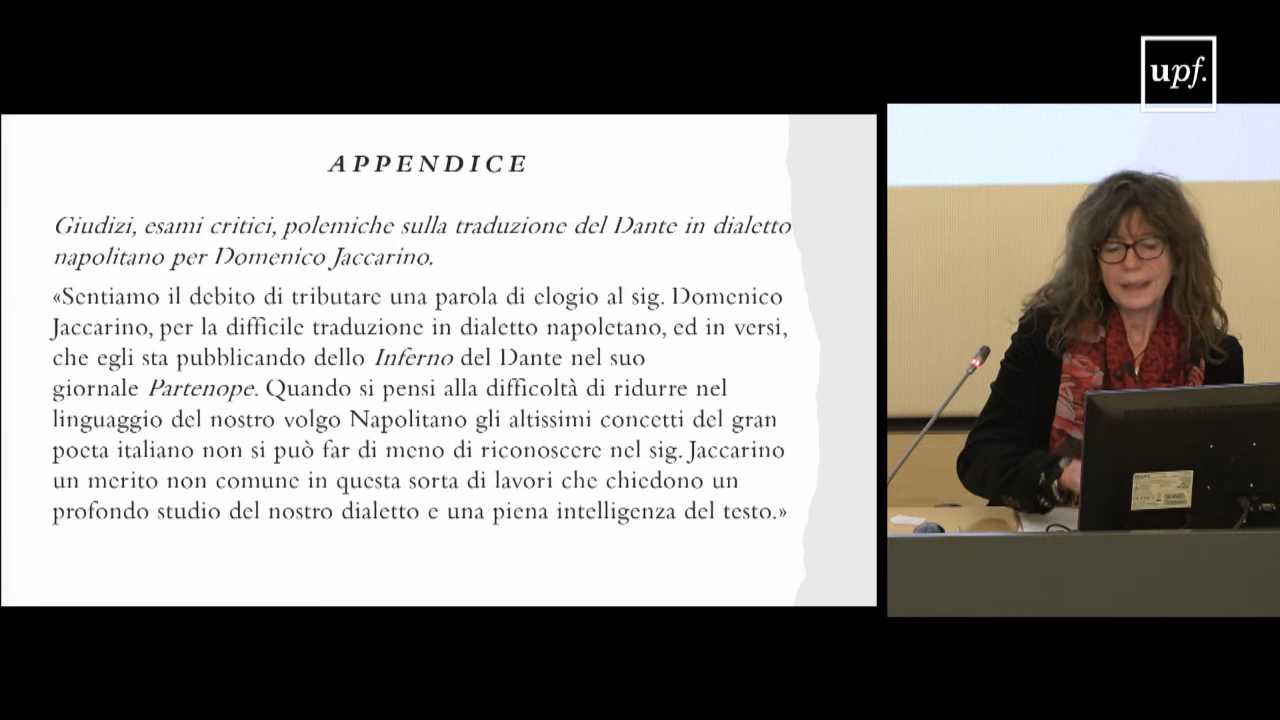 upf.
APPENDICE
Giudizi, esami critici, polemiche sulla traduzione del Dante in dialetto
napolitano per Domenico Jaccarino.
«Sentiamo il debito di tributare una parola di elogio al sig. Domenico
Jaccarino, per la difficile traduzione in dialetto napoletano, ed in versi,
che egli sta pubblicando dello Inferno del Dante nel suo
giornale Partenope. Quando si pensi alla difficoltà di ridurre nel
linguaggio del nostro volgo Napolitano gli altissimi concetti del gran
poeta italiano non si può far di meno di riconoscere nel sig. Jaccarino
un merito non comune in questa sorta di lavori che chiedono un
profondo studio del nostro dialetto e una piena intelligenza del testo.»